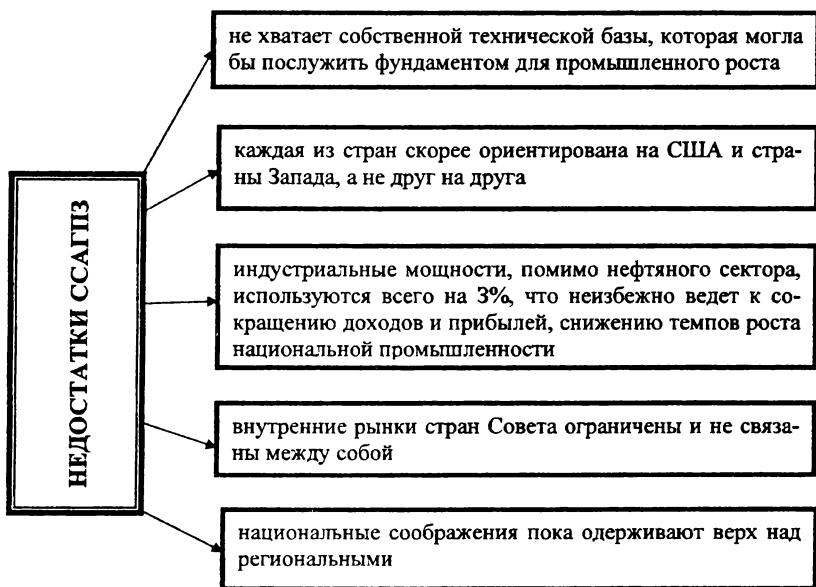 не хватает собственной технической базы, которая могла
бы послужить фундаментом для промышленного роста
каждая из стран скорее ориентирована на США и стра-
ны Запада, а не друг на друга
НЕДОСТАТКИ ССАГПЗ
индустриальные мощности, помимо нефтяного сектора,
используются всего на 3%, что неизбежно ведет к со-
кращению доходов и прибылей, снижению темпов роста
национальной промышленности
внутренние рынки стран Совета ограничены и не связа-
ны между собой
национальные соображения пока одерживают верх над
региональными